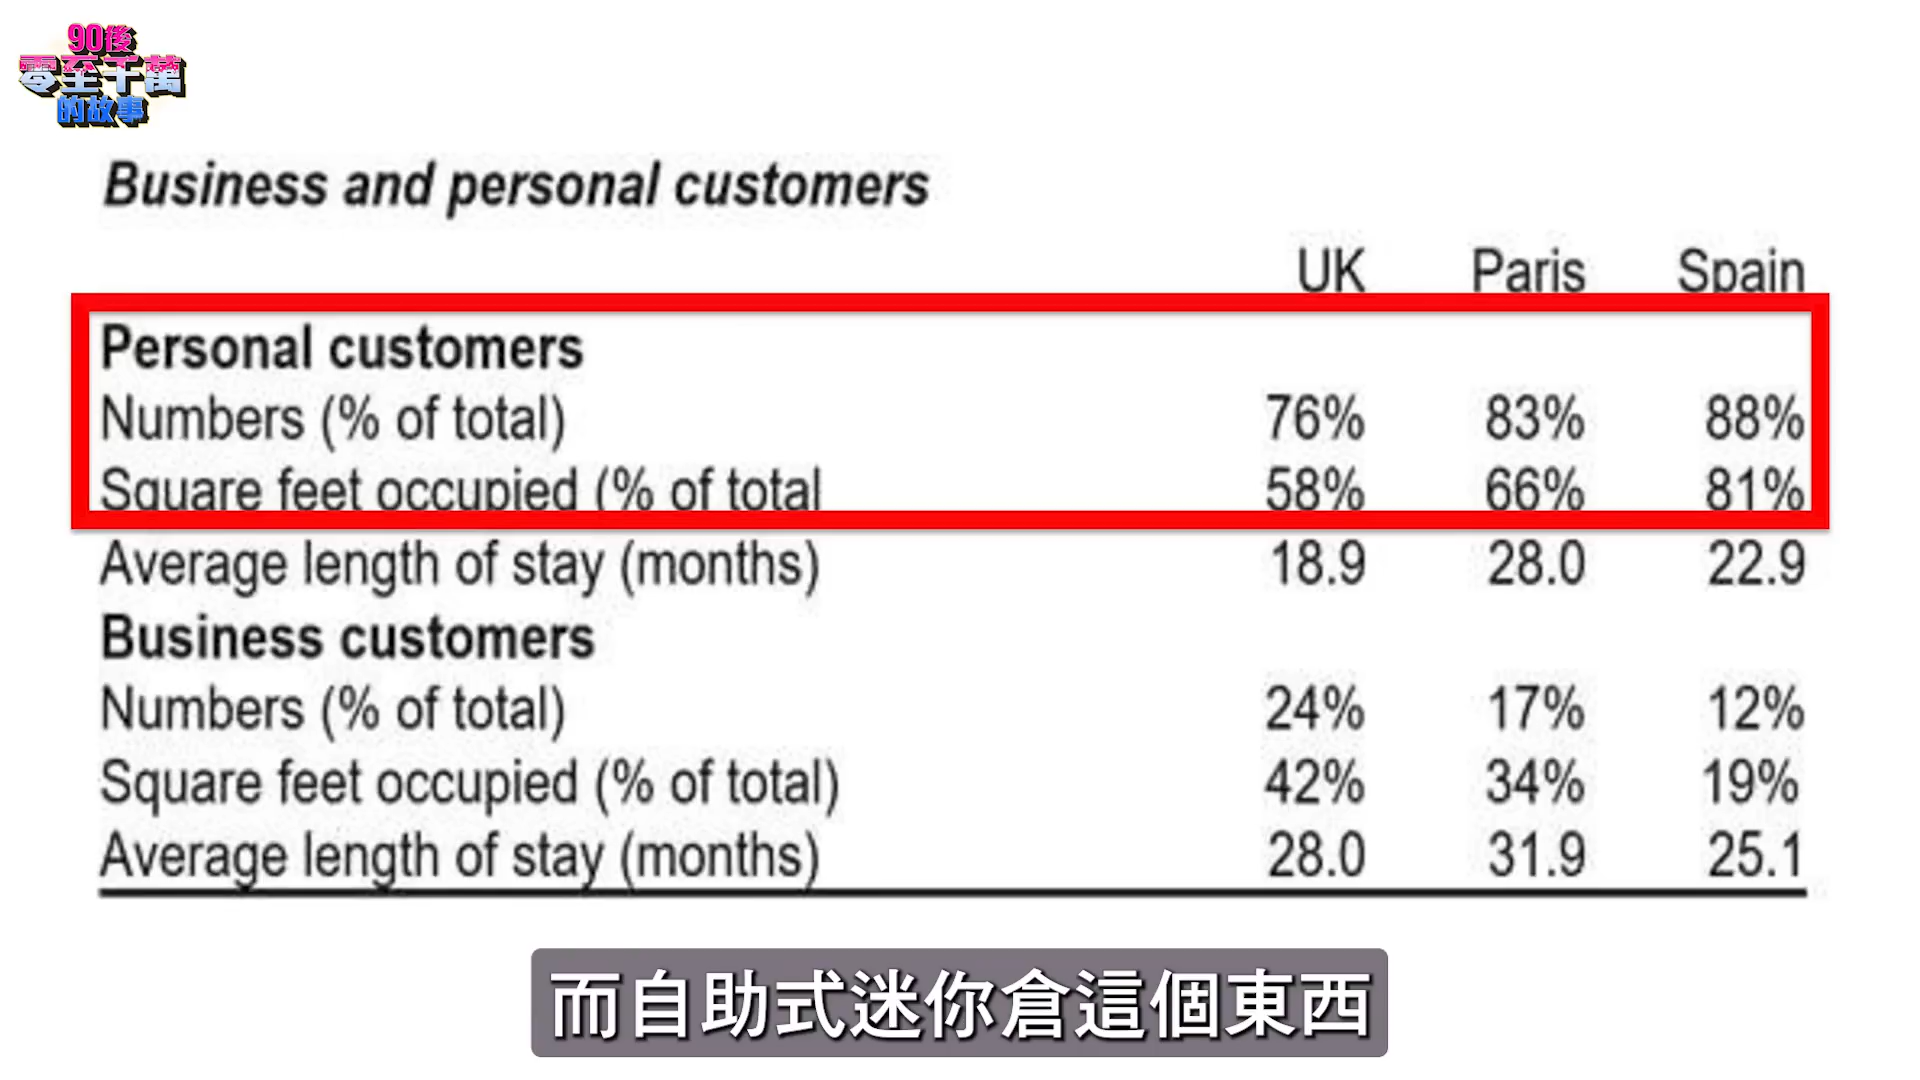 90後
零至千萬
的故事
Business and personal customers
UK Paris Spain
Personal customers
Numbers (% of total) 76% 83% 88%
Square feet occupied (% of total 58% 66% 81%
Average length of stay (months) 18.9 28.0 22.9
Business customers
Numbers (% of total) 24% 17% 12%
Square feet occupied (% of total) 42% 34% 19%
Average length of stay (months) 28.0 31.9 25.1
而自助式迷你倉這個東西